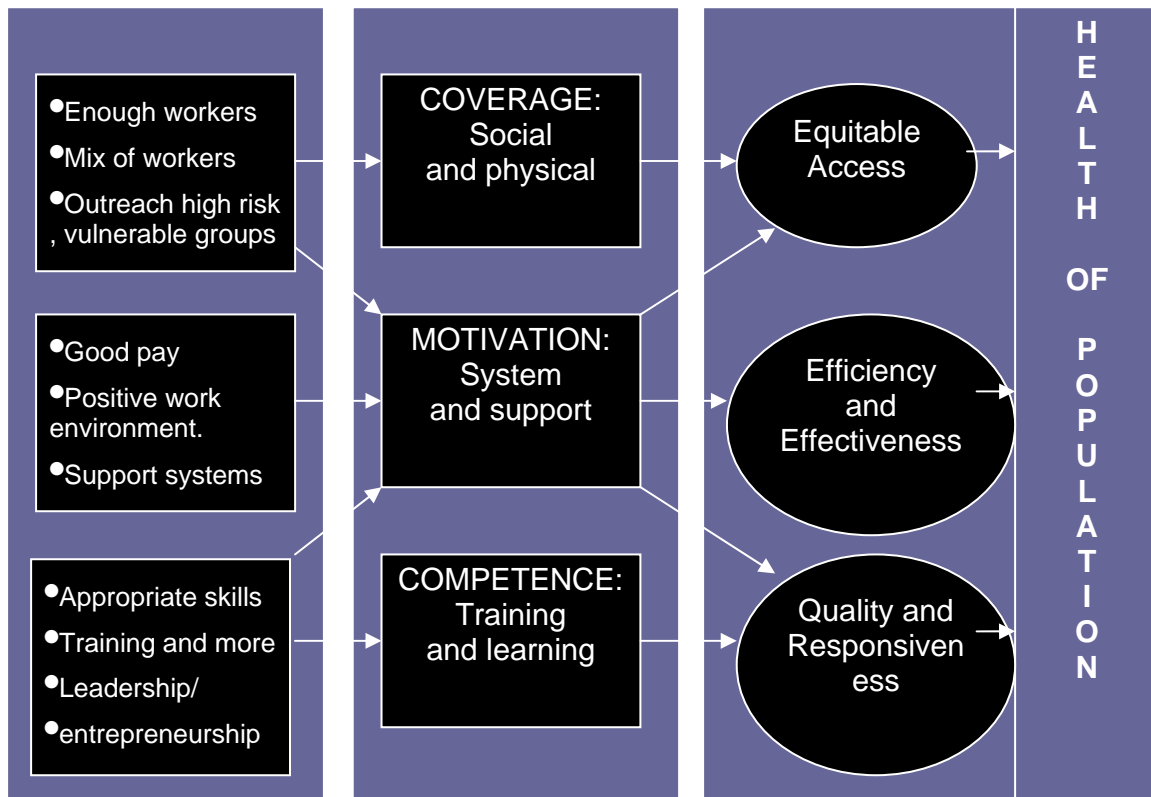 ●Enough workers
●Mix of workers
●Outreach high risk
, vulnerable groups
●Good pay
●Positive work
environment.
●Support systems
●Appropriate skills
●Training and more
●Leadership/
●entrepreneurship
COVERAGE:
Social
and physical
MOTIVATION:
System
and support
COMPETENCE:
Training
and learning
Equitable
Access
Efficiency
and
Effectiveness
Quality and
Responsiven
ess
H
E
A
L
T
H
OF
P
O
P
U
L
A
T
I
O
N